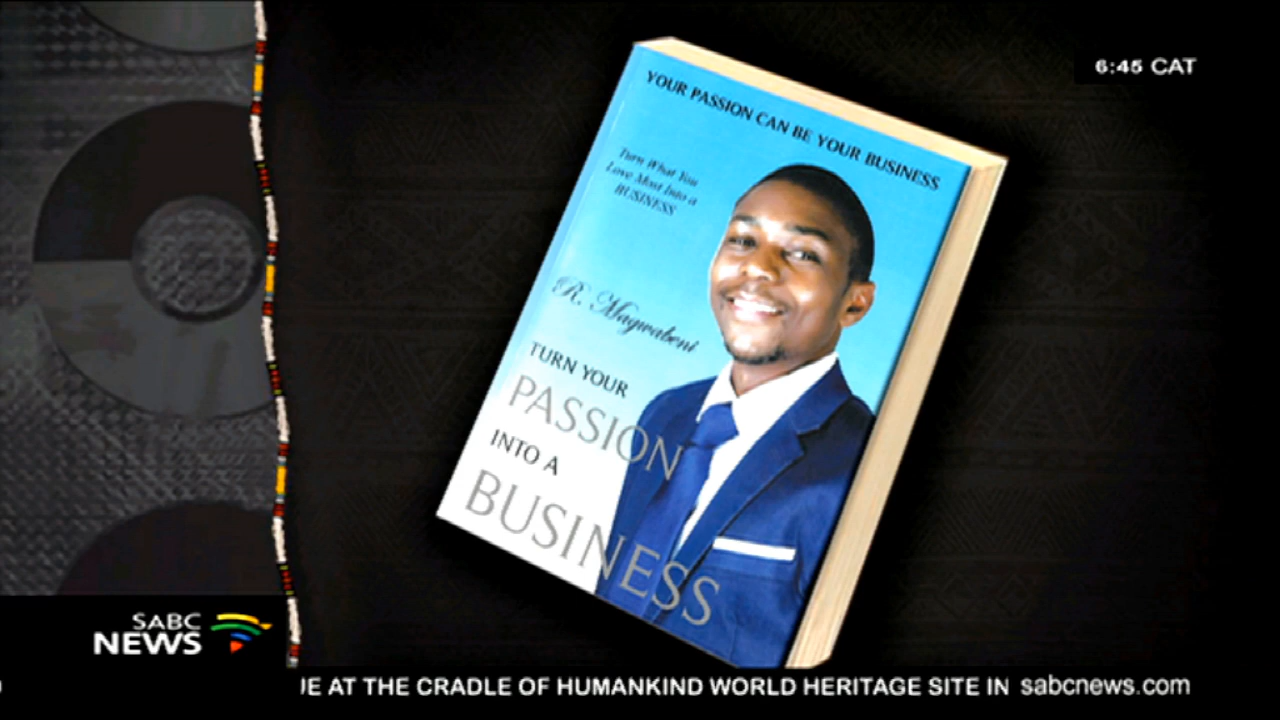 6:45 CAT
YOUR PASSION CAN BE YOUR BUSINESS
Turn What You
Love Most Into a
BUSINESS
R. Magwabeni
TURN YOUR
PASSION
INTO A
BUSINESS
SABC
NEWS
AT THE CRADLE OF HUMANKIND WORLD HERITAGE SITE IN sabcnews.com